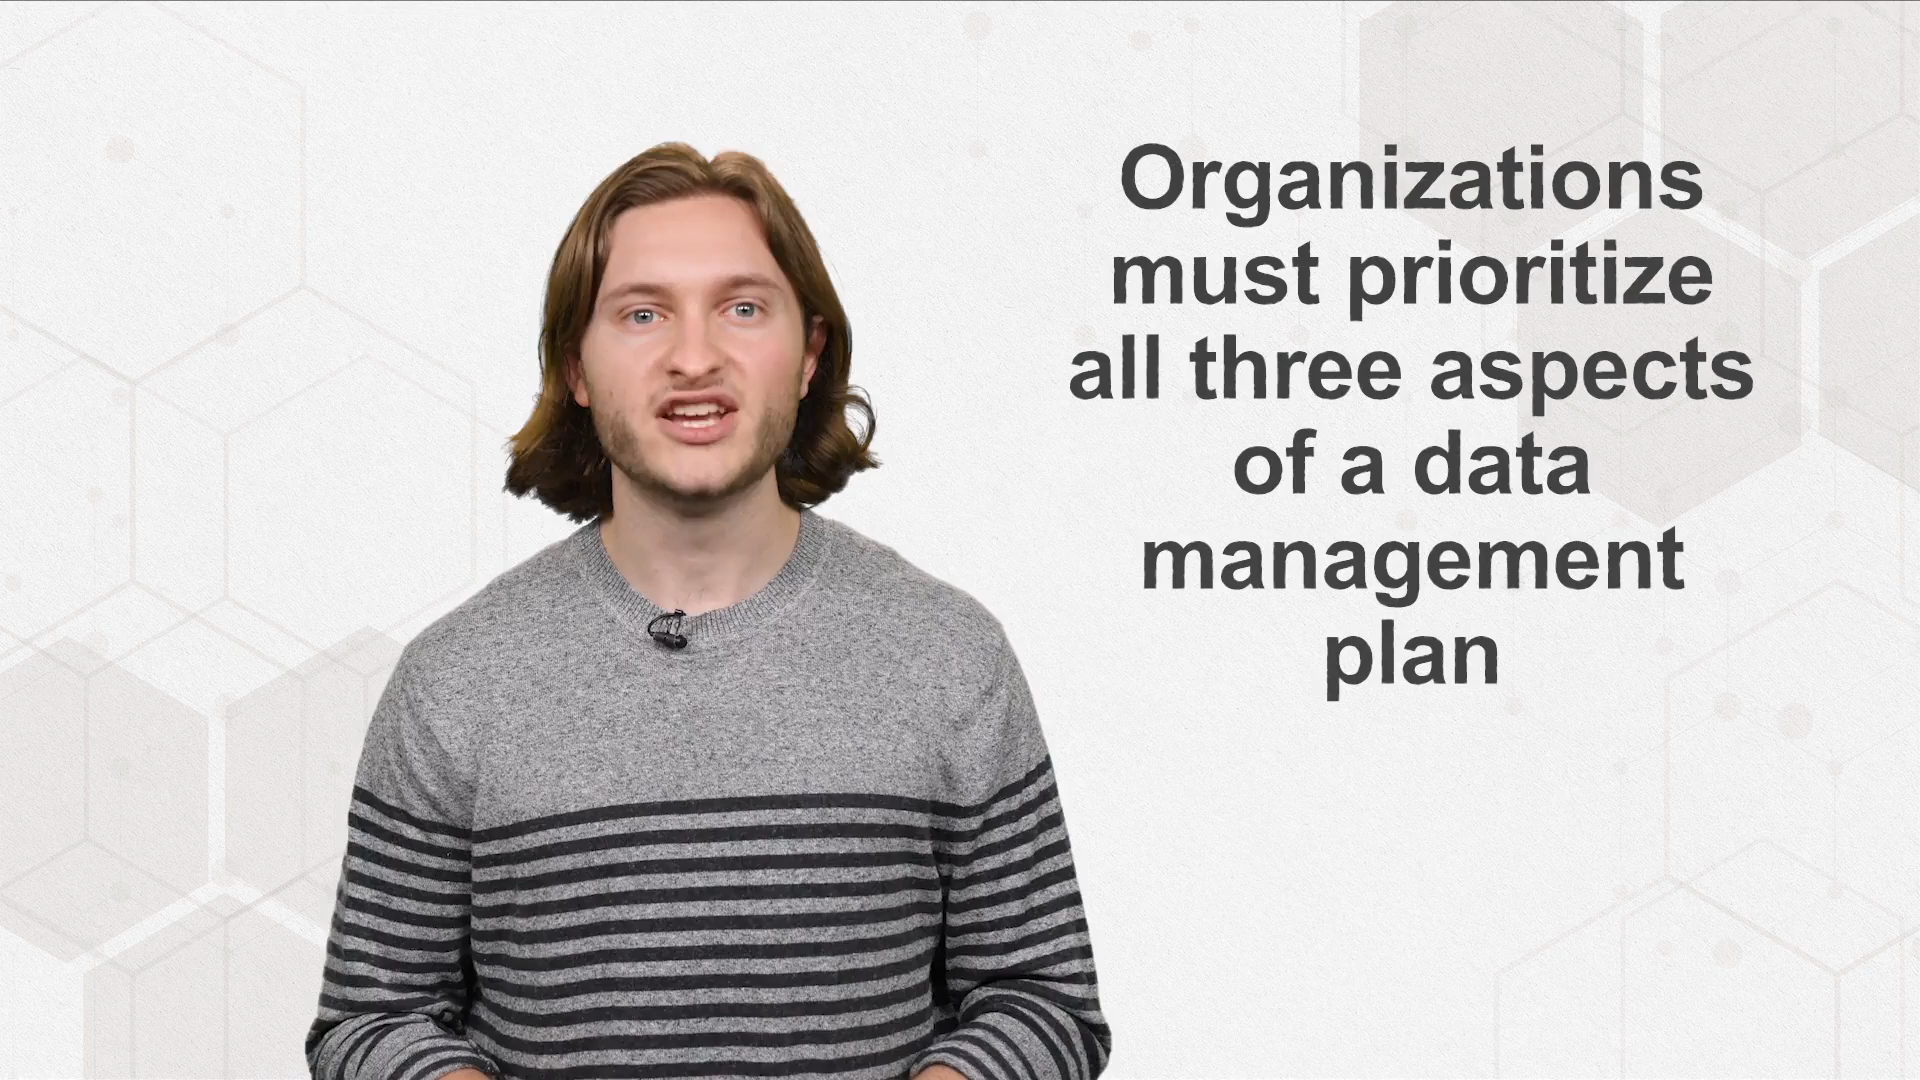 Organizations
must prioritize
all three aspects
of a data
management
plan